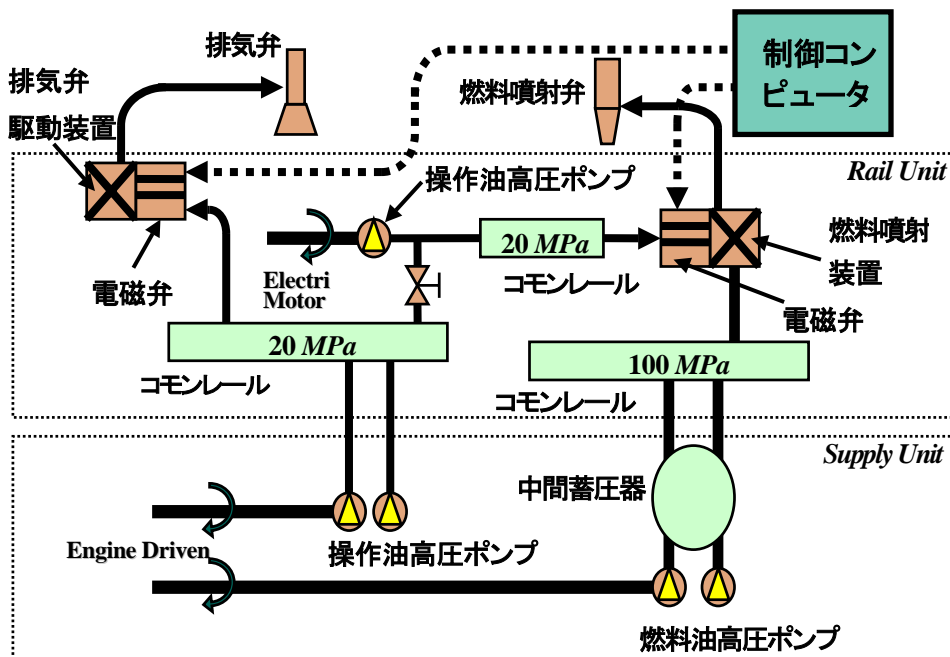 排気弁
排気弁
駆動装置
燃料噴射弁
制御コン
ピュータ
Rail Unit
操作油高圧ポンプ
20 MPa
燃料噴射
装置
Electri
Motor
コモンレール
電磁弁
電磁弁
20 MPa
100 MPa
コモンレール
コモンレール
Supply Unit
中間蓄圧器
Engine Driven
操作油高圧ポンプ
燃料油高圧ポンプ